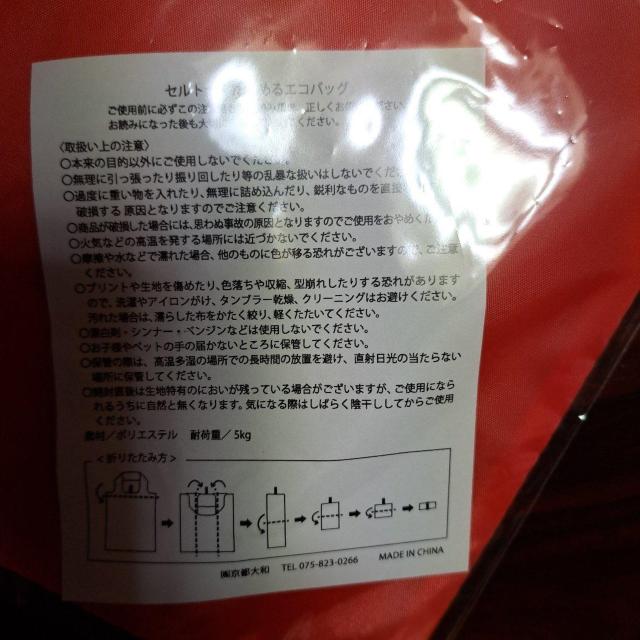 セルト めるエコバッグ
ご使用前に必ずこの注 正しくお
お読みになった後も大 ください。
〈取扱い上の注意〉
○本来の目的以外にご使用しないでください。
○無理に引っ張ったり振り回したり等の乱暴な扱いはしないでくだ
○過度に重い物を入れたり、無理に詰め込んだり、鋭利なものを直接
破損する 原因となりますのでご注意ください。
○商品が破損した場合には、思わぬ事故の原因となりますのでご使用をおやめくだ
○火気などの高温を発する場所には近づかないでください。
○摩擦や水などで濡れた場合、他のものに色が移る恐れがございますので、ご注意
ください。
○プリントや生地を傷めたり、色落ちや収縮、型崩れしたりする恐れがあります
ので、洗濯やアイロンがけ、タンブラー乾燥、クリーニングはお避けください。
汚れた場合は、濡らした布をかたく絞り、軽くたたいてください。
○漂白剤・シンナー・ベンジンなどは使用しないでください。
○お子様やペットの手の届かないところに保管してください。
○保管の際は、高温多湿の場所での長時間の放置を避け、直射日光の当たらない
場所に保管してください。
○開封直後は生地特有のにおいが残っている場合がございますが、ご使用になら
れるうちに自然と無くなります。気になる際はしばらく陰干ししてからご使用
ください。
素材／ポリエステル 耐荷重／5kg
＜折りたたみ方＞
㈱京都大和 TEL 075-823-0266 MADE IN CHINA